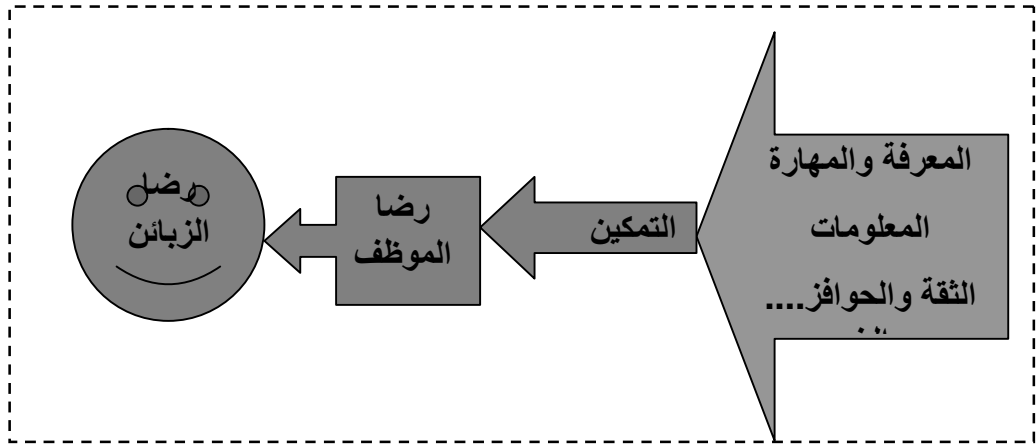 المعرفة والمهارة
المعلومات
الثقة والحوافز....
التمكين
رضا
الموظف
رضا
الزبائن